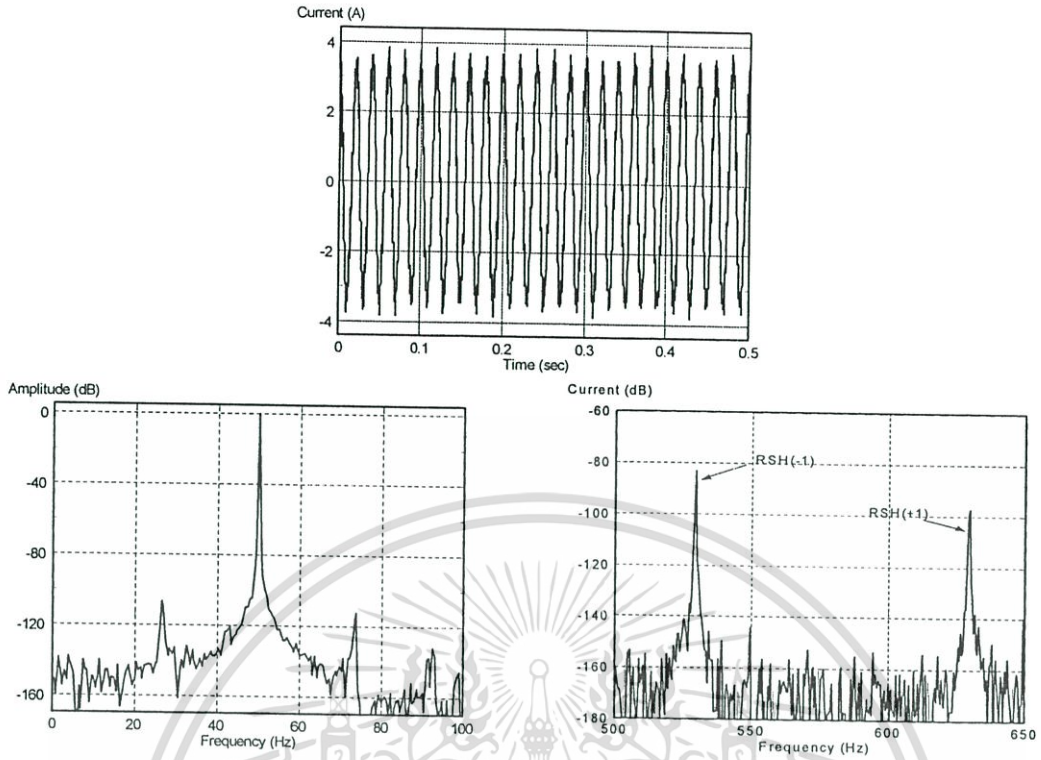 Current (A)
4
2
0
-2
-4
0 0.1 0.2 0.3 0.4 0.5
Time (sec)
Amplitude (dB)
0
-40
-80
-120
-160
0 20 40 60 80 100
Frequency (Hz)
Current (dB)
-60
-80
-100
-120
-140
-160
-180
RSH(-1)
RSH(+1)
500 550 600 650
Frequency (Hz)